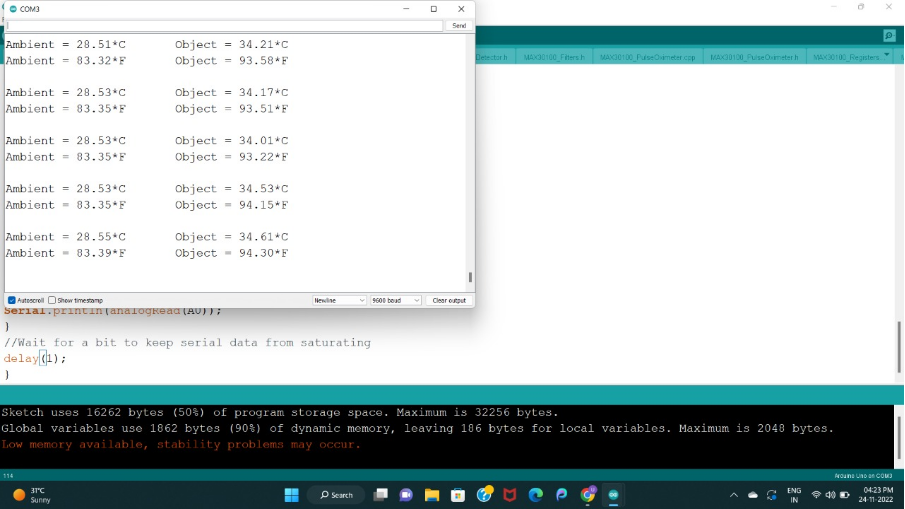 COM3
Send
Ambient = 28.51*C Object = 34.21*C
Ambient = 83.32*F Object = 93.58*F
Ambient = 28.53*C Object = 34.17*C
Ambient = 83.35*F Object = 93.51*F
Ambient = 28.53*C Object = 34.01*C
Ambient = 83.35*F Object = 93.22*F
Ambient = 28.53*C Object = 34.53*C
Ambient = 83.35*F Object = 94.15*F
Ambient = 28.55*C Object = 34.61*C
Ambient = 83.39*F Object = 94.30*F
Autoscroll Show timestamp Newline 9600 baud Clear output
Detector.h MAX30100_Filters.h MAX30100_PulseOximeter.cpp MAX30100_PulseOximeter.h MAX30100_Registers
Serial.println(analogRead(A0));
}
//Wait for a bit to keep serial data from saturating
delay(1);
}
Sketch uses 16262 bytes (50%) of program storage space. Maximum is 32256 bytes.
Global variables use 1862 bytes (90%) of dynamic memory, leaving 186 bytes for local variables. Maximum is 2048 bytes.
Low memory available, stability problems may occur.
114 Arduino Uno on COM3
31°C
Sunny
Search
ENG
IN
04:23 PM
24-11-2022